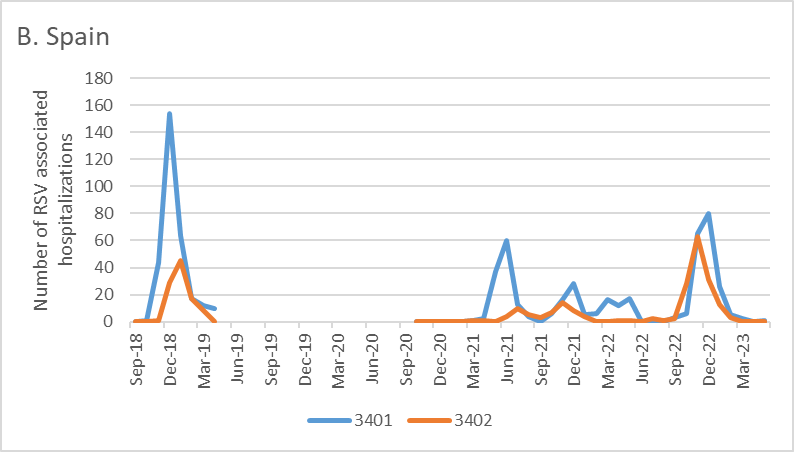 B. Spain
Number of RSV associated
hospitalizations
180
160
140
120
100
80
60
40
20
0
Sep-18
Dec-18
Mar-19
Jun-19
Sep-19
Dec-19
Mar-20
Jun-20
Sep-20
Dec-20
Mar-21
Jun-21
Sep-21
Dec-21
Mar-22
Jun-22
Sep-22
Dec-22
Mar-23
3401
3402